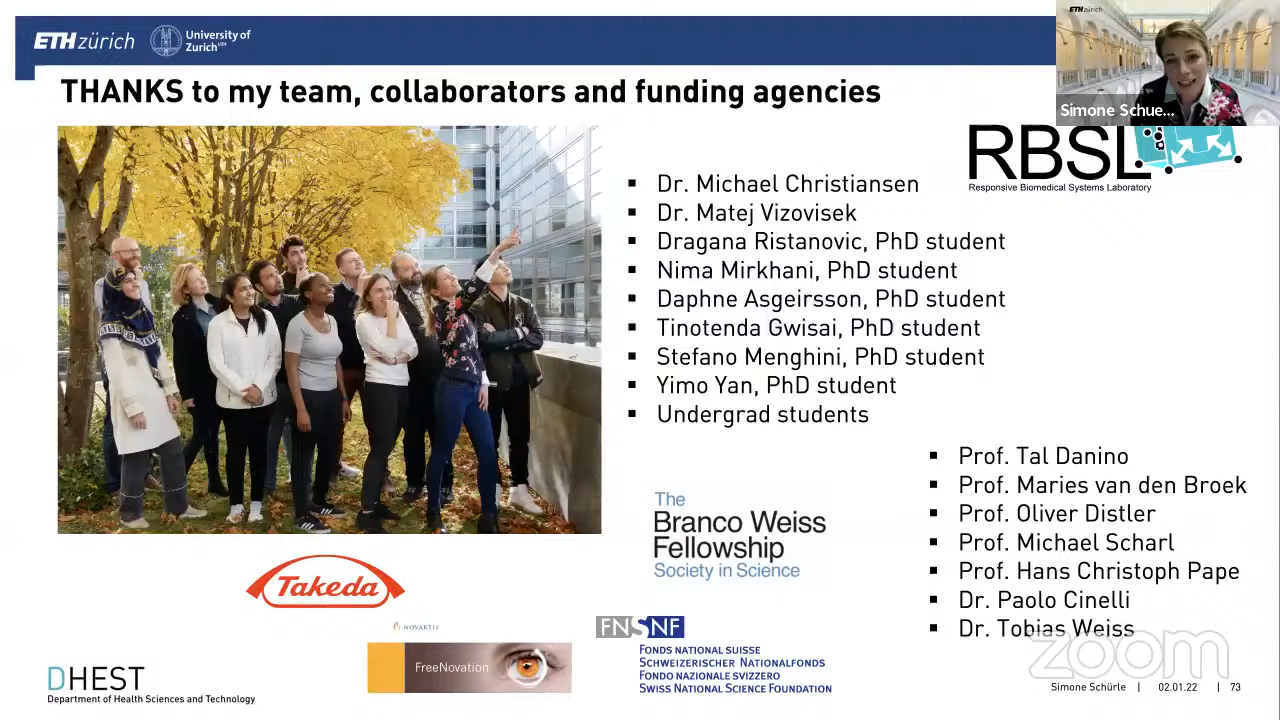 ETH zürich
University of
Zurich UZH
ETH zürich
Simone Schue...
THANKS to my team, collaborators and funding agencies
RBSL
Responsive Biomedical Systems Laboratory
▪ Dr. Michael Christiansen
▪ Dr. Matej Vizovisek
▪ Dragana Ristanovic, PhD student
▪ Nima Mirkhani, PhD student
▪ Daphne Asgeirsson, PhD student
▪ Tinotenda Gwisai, PhD student
▪ Stefano Menghini, PhD student
▪ Yimo Yan, PhD student
▪ Undergrad students
▪ Prof. Tal Danino
▪ Prof. Maries van den Broek
▪ Prof. Oliver Distler
▪ Prof. Michael Scharl
▪ Prof. Hans Christoph Pape
▪ Dr. Paolo Cinelli
▪ Dr. Tobias Weiss
The
Branco Weiss
Fellowship
Society in Science
Takeda
NOVARTIS
FreeNovation
FNSNF
FONDS NATIONAL SUISSE
SCHWEIZERISCHER NATIONALFONDS
FONDO NAZIONALE SVIZZERO
SWISS NATIONAL SCIENCE FOUNDATION
DHEST
Department of Health Sciences and Technology
zoom
Simone Schürle | 02.01.22 | 73